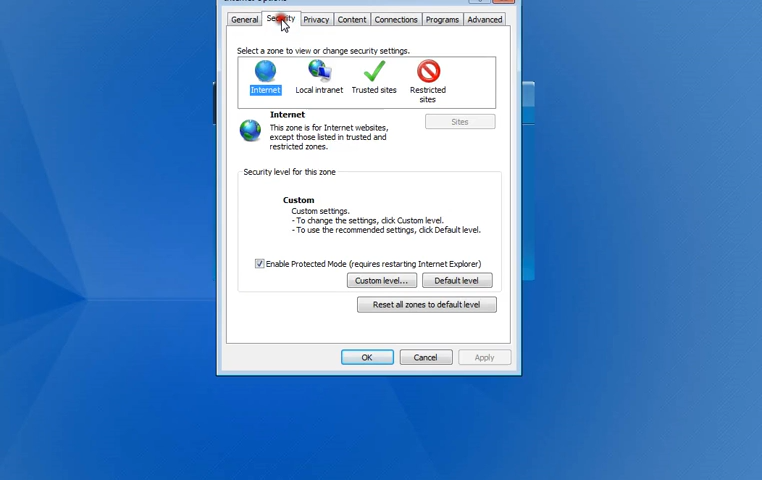 General Security Privacy Content Connections Programs Advanced
Select a zone to view or change security settings.
Internet Local intranet Trusted sites Restricted
sites
Internet
Sites
This zone is for Internet websites,
except those listed in trusted and
restricted zones.
Security level for this zone
Custom
Custom settings.
- To change the settings, click Custom level.
- To use the recommended settings, click Default level.
Enable Protected Mode (requires restarting Internet Explorer)
Custom level... Default level
Reset all zones to default level
OK Cancel Apply